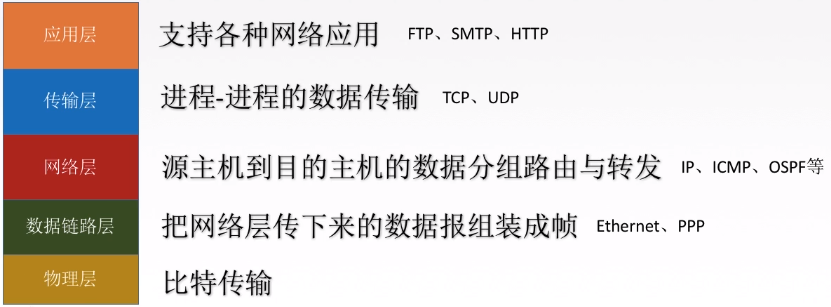 应用层 支持各种网络应用 FTP、SMTP、HTTP
传输层 进程-进程的数据传输 TCP、UDP
网络层 源主机到目的主机的数据分组路由与转发 IP、ICMP、OSPF等
数据链路层 把网络层传下来的数据报组装成帧 Ethernet、PPP
物理层 比特传输